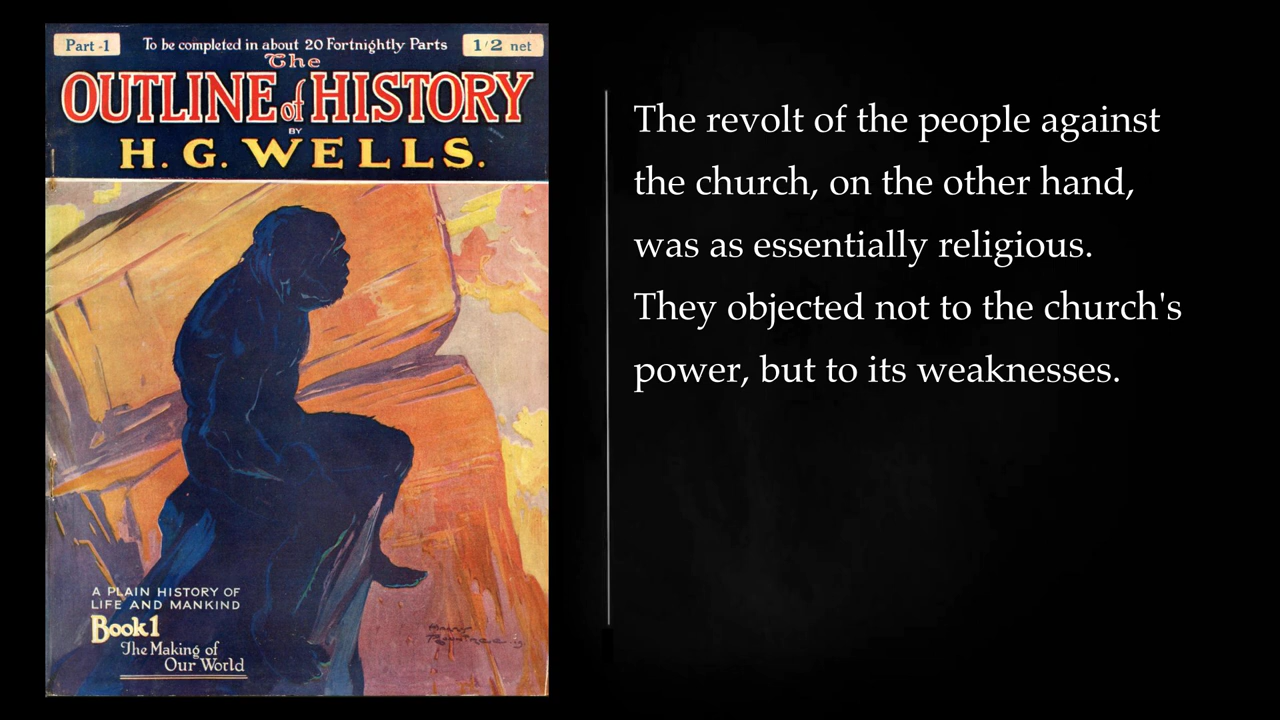 Part -1
To be completed in about 20 Fortnightly Parts
1/2 net
The
OUTLINE of HISTORY
BY
H. G. WELLS.
A PLAIN HISTORY OF
LIFE AND MANKIND
Book 1
The Making of
Our World
The revolt of the people against
the church, on the other hand,
was as essentially religious.
They objected not to the church's
power, but to its weaknesses.